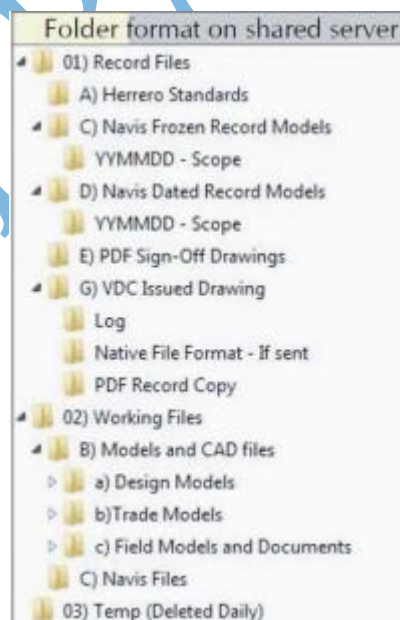 Folder format on shared server
01) Record Files
A) Herrero Standards
C) Navis Frozen Record Models
YYMMDD - Scope
D) Navis Dated Record Models
YYMMDD - Scope
E) PDF Sign-Off Drawings
G) VDC Issued Drawing
Log
Native File Format - If sent
PDF Record Copy
02) Working Files
B) Models and CAD files
a) Design Models
b)Trade Models
c) Field Models and Documents
C) Navis Files
03) Temp (Deleted Daily)